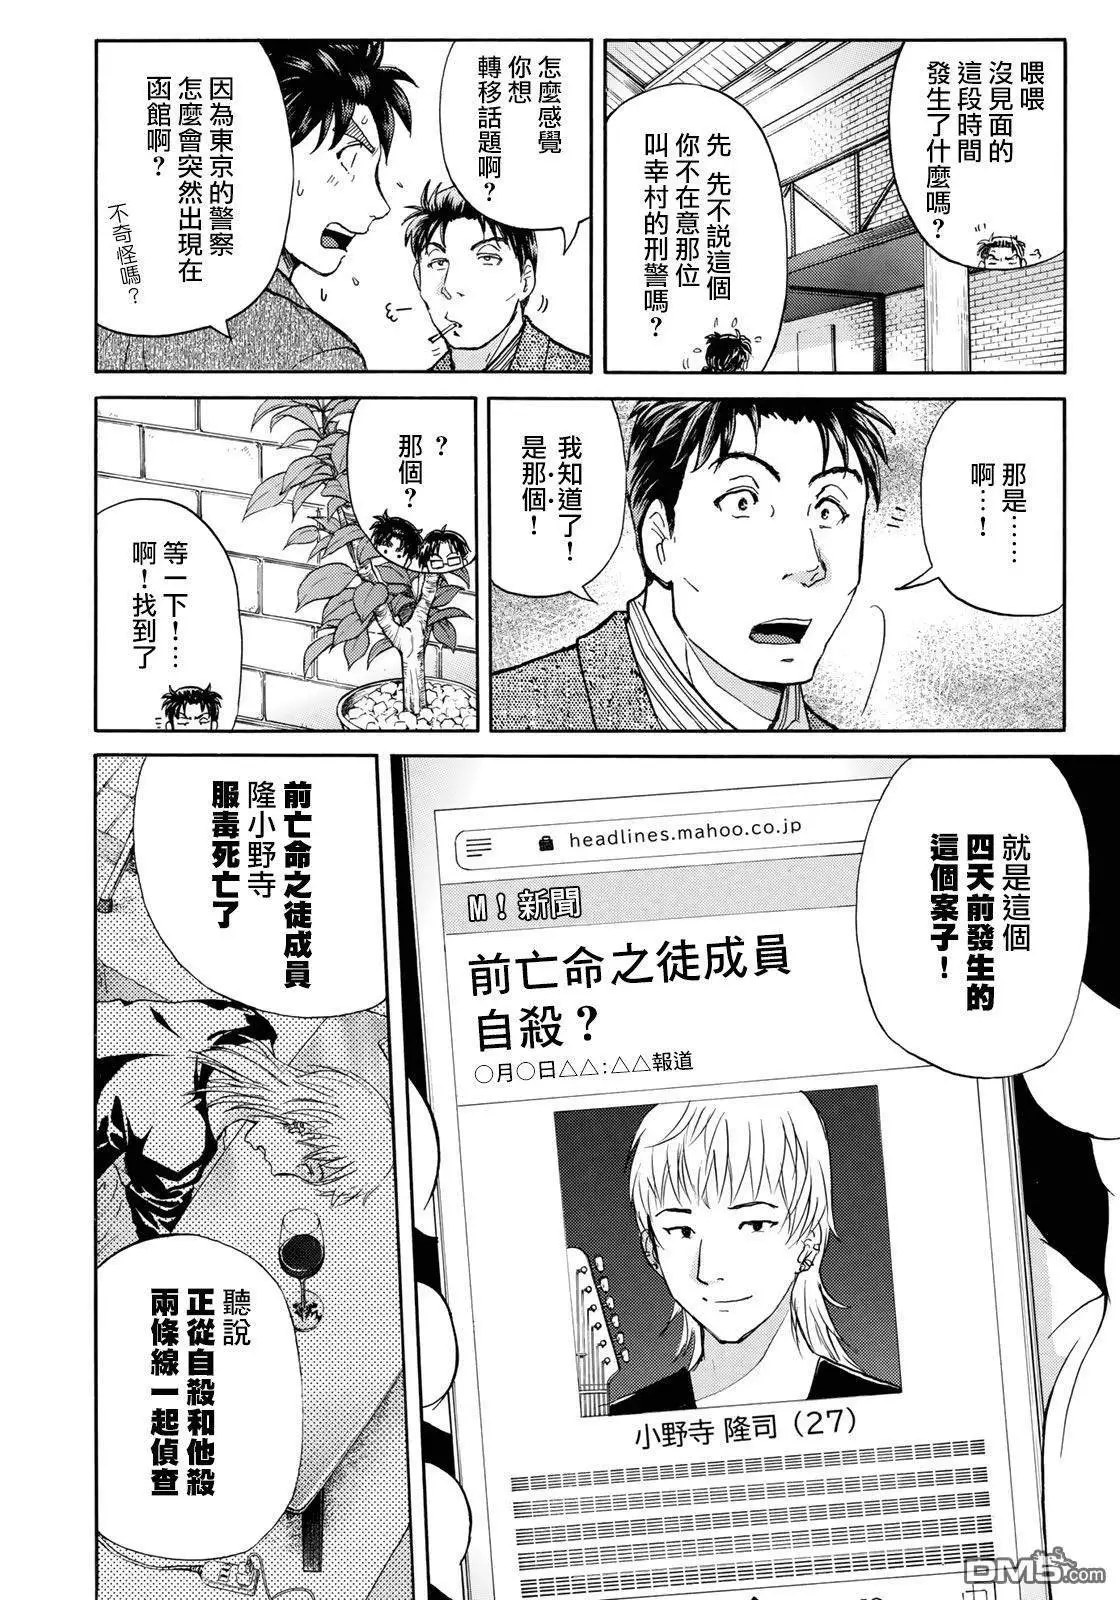 喂喂
沒見面的
這段時間
發生了什麼嗎?
先 先不說這個
你不在意那位
叫幸村的刑警嗎?
怎麼感覺
你想
轉移話題啊?
因為東京的警察
怎麼會突然出現在
函館啊?
不奇怪嗎?
那是……
啊…!
我知道了!
是那個!
?
那個?
等一下!……
啊!找到了
就是這個
四天前發生的
這個案子!
headlines.mahoo.co.jp
M!新聞
前亡命之徒成員
自殺?
○月○日△△:△△報道
小野寺 隆司(27)
前亡命之徒成員
隆小野寺
服毒死亡了
聽說
正從自殺和他殺
兩條線一起偵查
DM5.com